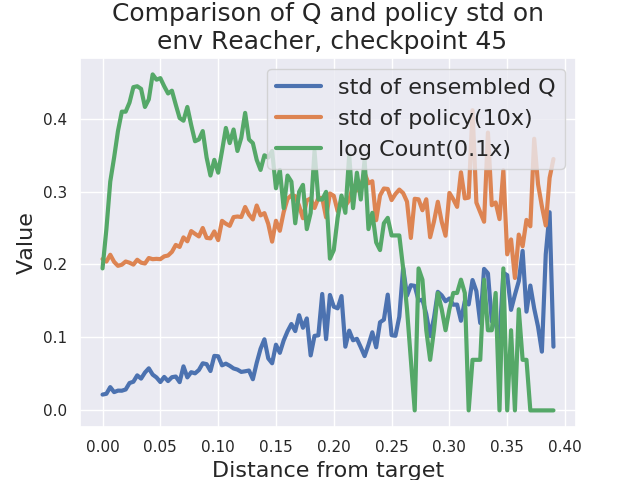 Comparison of Q and policy std on
env Reacher, checkpoint 45
std of ensembled Q
std of policy(10x)
log Count(0.1x)
Value
0.4
0.3
0.2
0.1
0.0
0.00 0.05 0.10 0.15 0.20 0.25 0.30 0.35 0.40
Distance from target